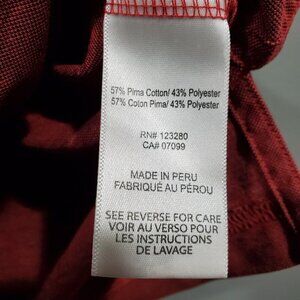 57% Pima Cotton/ 43% Polyester
57% Coton Pima/ 43% Polyester
RN# 123280
CA# 07099
MADE IN PERU
FABRIQUÉ AU PÉROU
SEE REVERSE FOR CARE
VOIR AU VERSO POUR
LES INSTRUCTIONS
DE LAVAGE